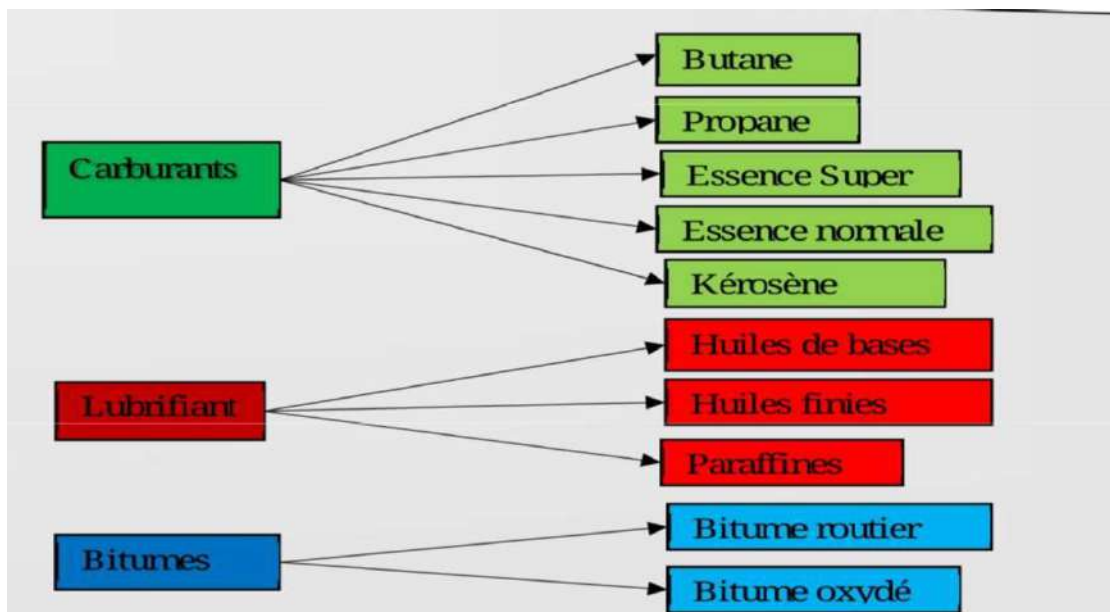 Carburants
Butane
Propane
Essence Super
Essence normale
Kérosène
Lubrifiant
Huiles de bases
Huiles finies
Paraffines
Bitumes
Bitume routier
Bitume oxydé